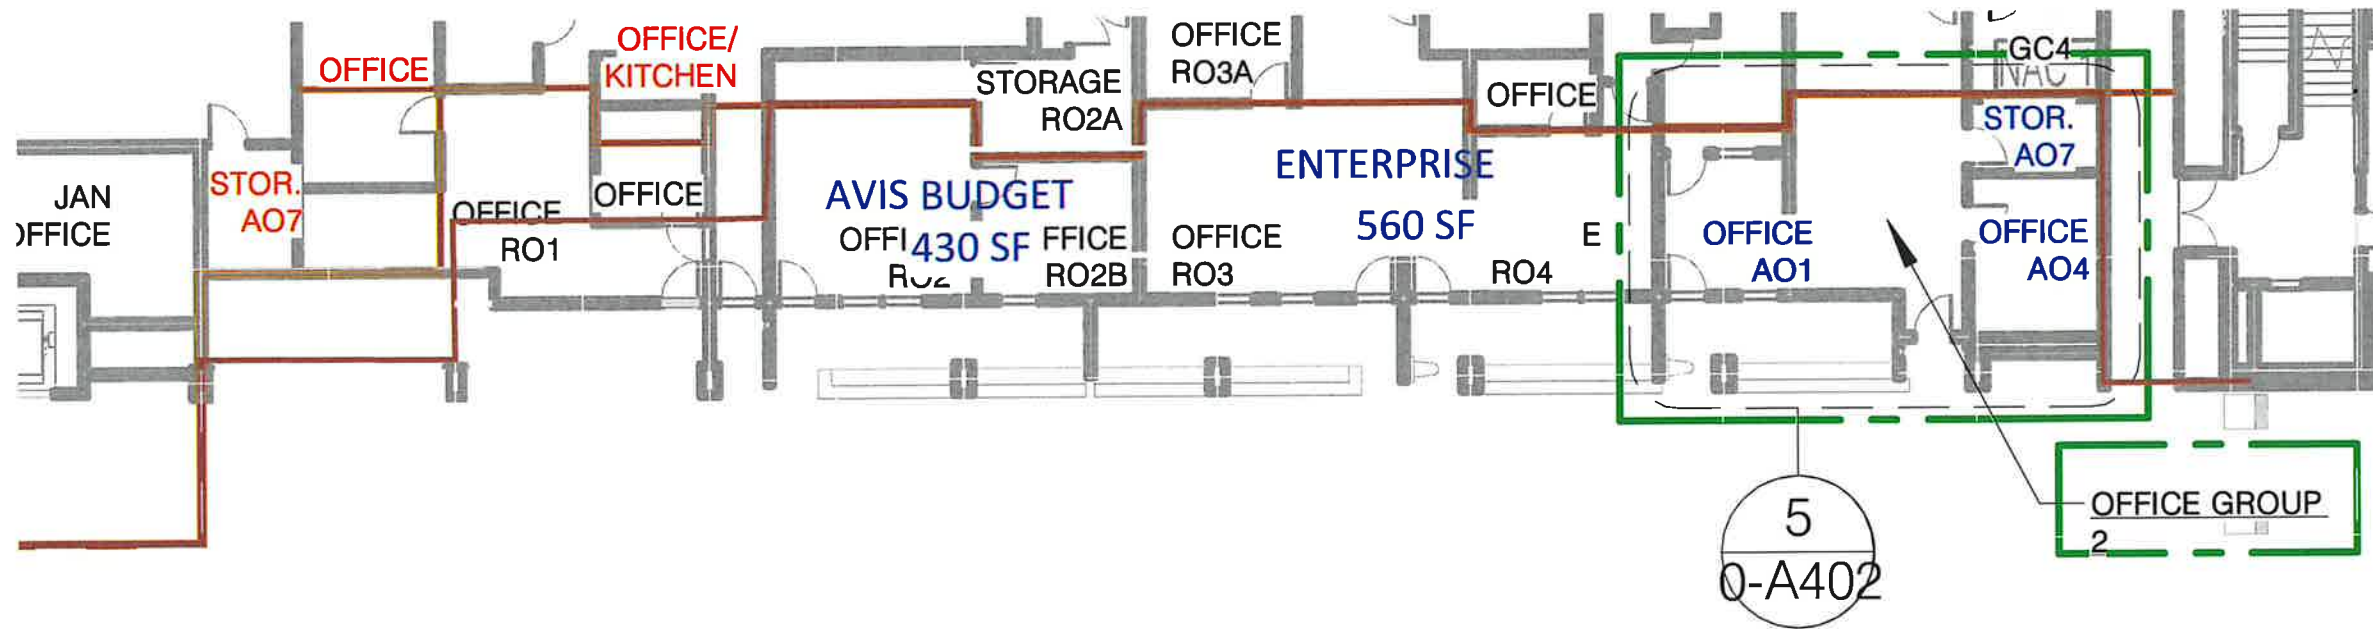 OFFICE
OFFICE/
KITCHEN
STORAGE
RO2A
OFFICE
RO3A
OFFICE
GC4
STOR.
AO7
JAN
OFFICE
STOR.
AO7
OFFICE
RO1
OFFICE
AVIS BUDGET
430 SF
OFFI
RO2
FFICE
RO2B
ENTERPRISE
560 SF
OFFICE
RO3
E
RO4
OFFICE
AO1
OFFICE
AO4
OFFICE GROUP
2
5
0-A402